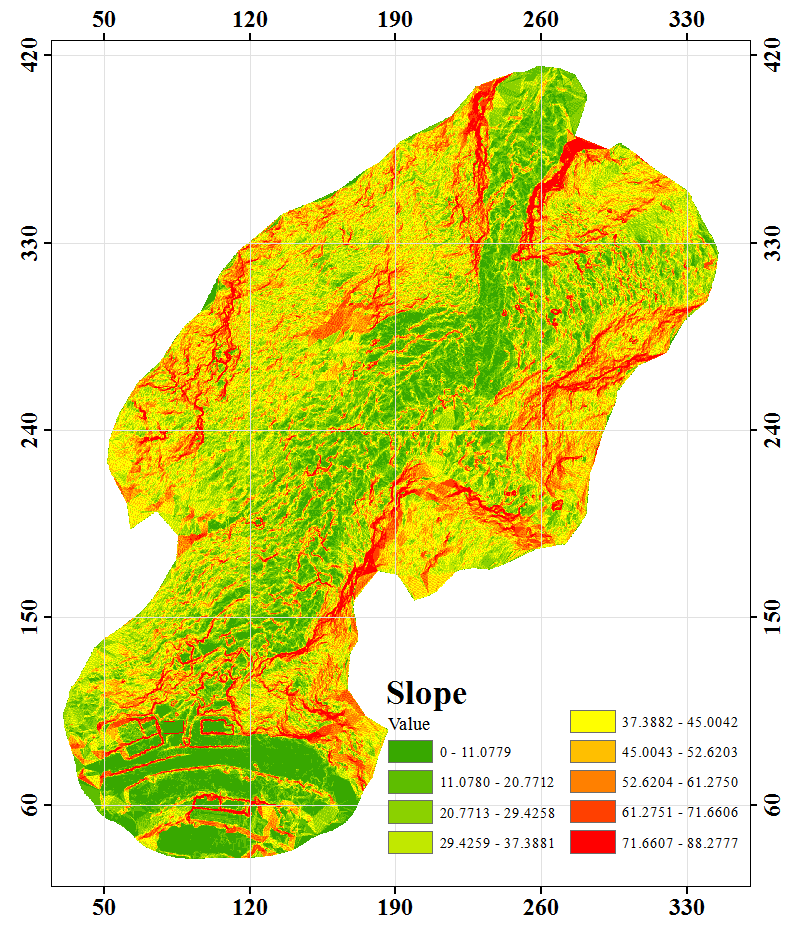 50 120 190 260 330
420 420
330 330
240 240
150 150
60 60
Slope
Value
0 - 11.0779
11.0780 - 20.7712
20.7713 - 29.4258
29.4259 - 37.3881
37.3882 - 45.0042
45.0043 - 52.6203
52.6204 - 61.2750
61.2751 - 71.6606
71.6607 - 88.2777
50 120 190 260 330